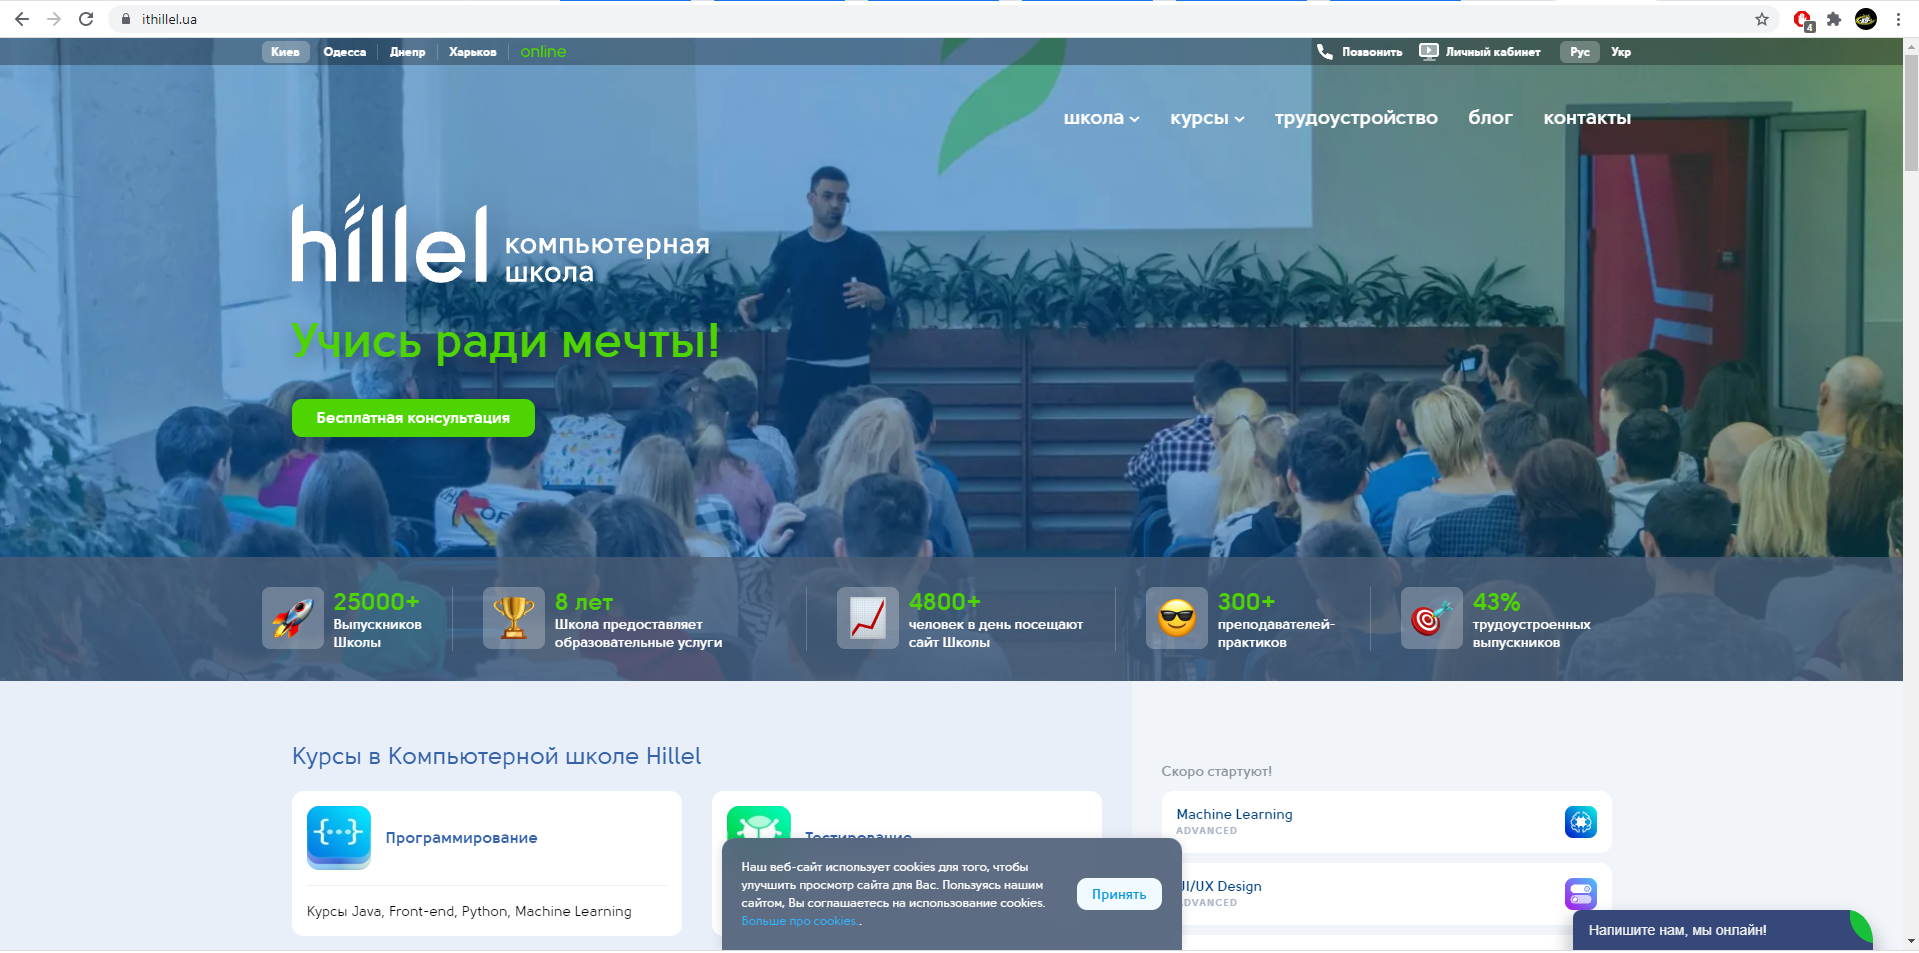 ithillel.ua
4
Киев
Одесса
Днепр
Харьков
online
Позвонить
Личный кабинет
Рус
Укр
школа
курсы
трудоустройство
блог
контакты
hillel компьютерная
школа
Учись ради мечты!
Бесплатная консультация
25000+
Выпускников
Школы
8 лет
Школа предоставляет
образовательные услуги
4800+
человек в день посещают
сайт Школы
300+
преподавателей-
практиков
43%
трудоустроенных
выпускников
Курсы в Компьютерной школе Hillel
Программирование
Курсы Java, Front-end, Python, Machine Learning
Тестирование
Скоро стартуют!
Machine Learning
ADVANCED
UI/UX Design
ADVANCED
Наш веб-сайт использует cookies для того, чтобы
улучшить просмотр сайта для Вас. Пользуясь нашим
сайтом, Вы соглашаетесь на использование cookies.
Больше про cookies..
Принять
Напишите нам, мы онлайн!